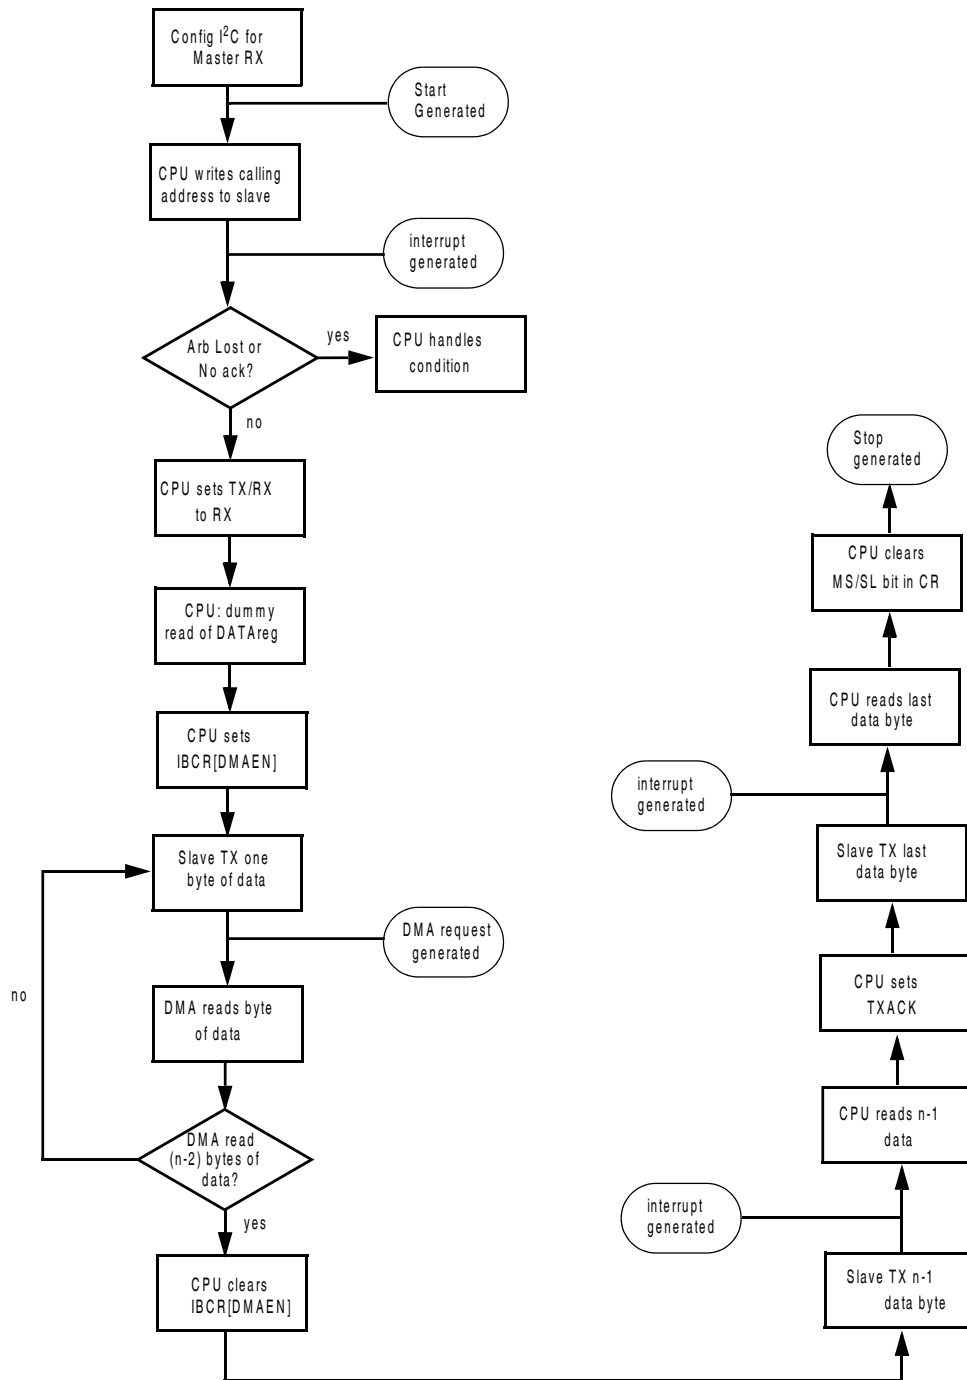 Config I²C for
Master RX
Start
Generated
CPU writes calling
address to slave
interrupt
generated
Arb Lost or
No ack?
yes
CPU handles
condition
no
CPU sets TX/RX
to RX
CPU: dummy
read of DATAreg
CPU sets
IBCR[DMAEN]
Slave TX one
byte of data
DMA request
generated
no
DMA reads byte
of data
DMA read
(n-2) bytes of
data?
yes
CPU clears
IBCR[DMAEN]
Slave TX n-1
data byte
interrupt
generated
CPU reads n-1
data
CPU sets
TXACK
Slave TX last
data byte
interrupt
generated
CPU reads last
data byte
CPU clears
MS/SL bit in CR
Stop
generated